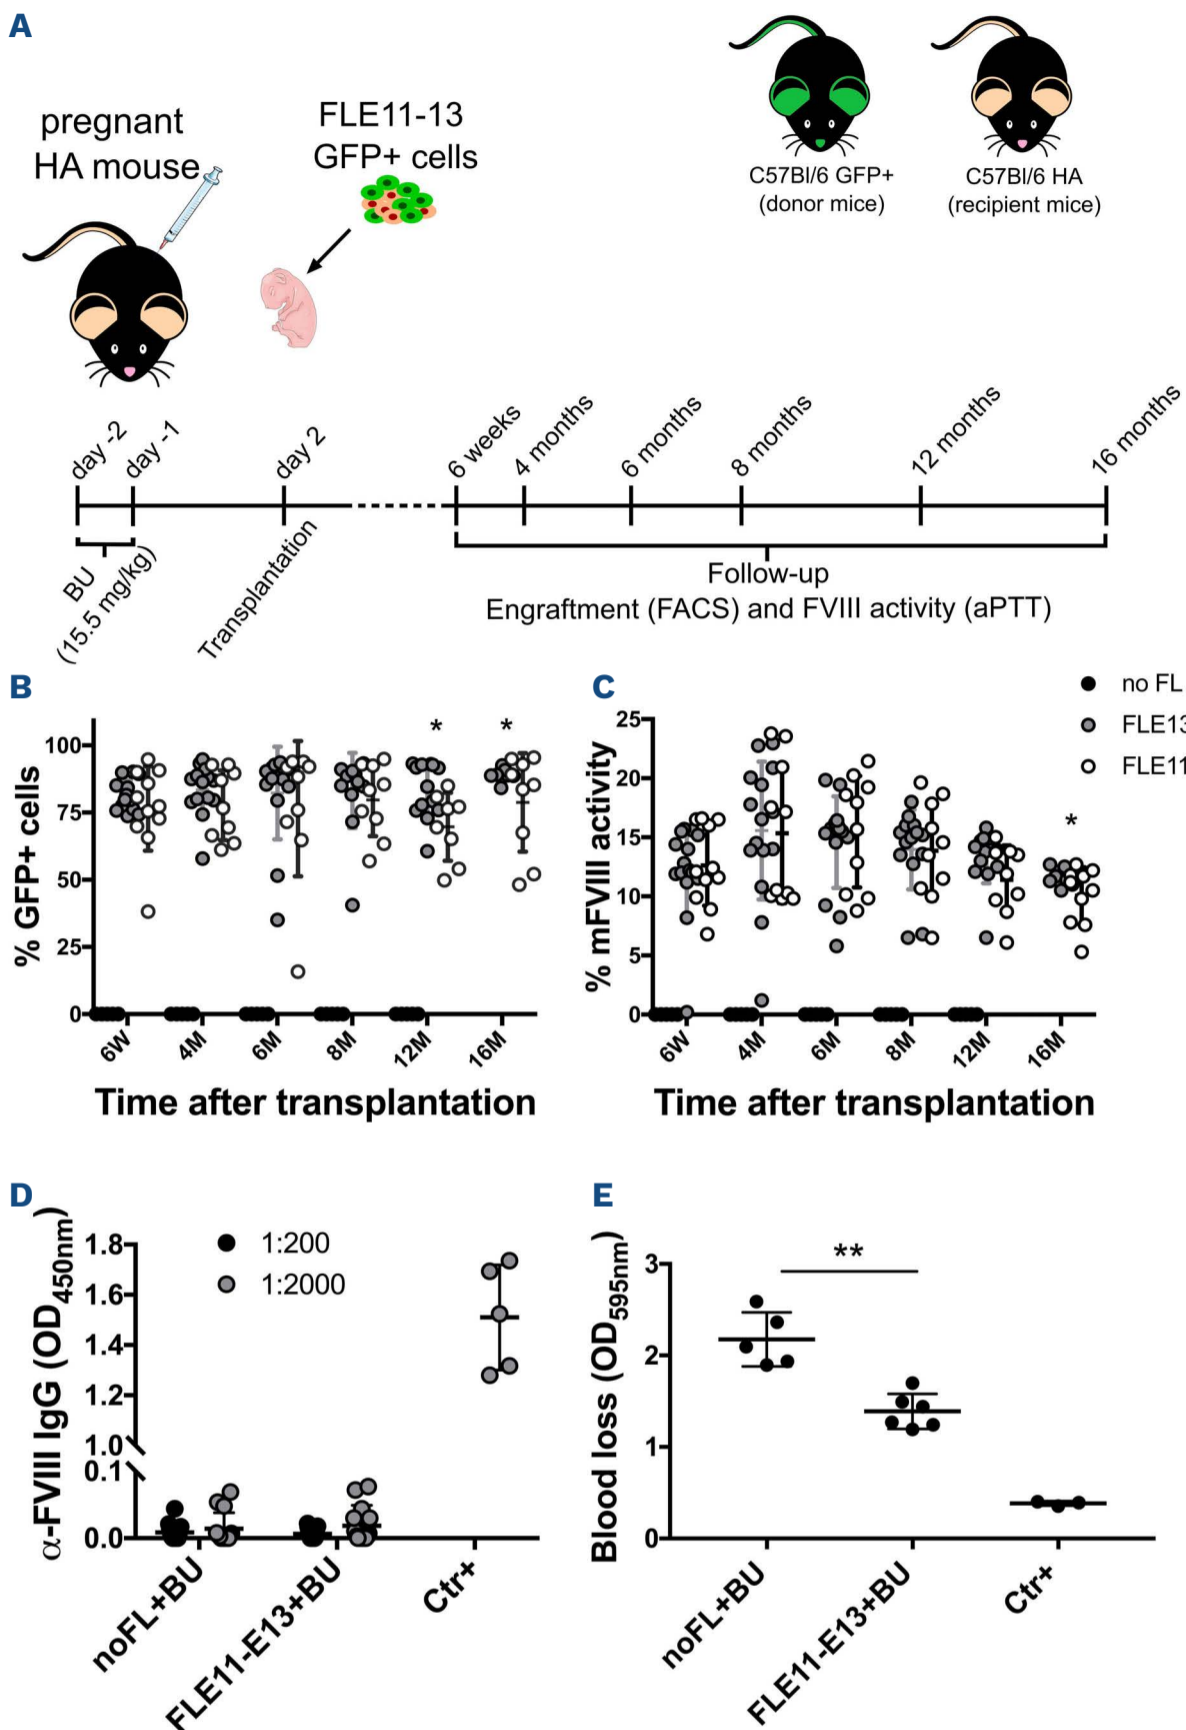 A
pregnant
HA mouse
FLE11-13
GFP+ cells
C57Bl/6 GFP+
(donor mice)
C57Bl/6 HA
(recipient mice)
day -2
day -1
day 2
6 weeks
4 months
6 months
8 months
12 months
16 months
BU
(15.5 mg/kg)
Transplantation
Follow-up
Engraftment (FACS) and FVIII activity (aPTT)
B
% GFP+ cells
100
75
50
25
0
* *
6W 4M 6M 8M 12M 16M
Time after transplantation
C
no FL
FLE13
FLE11
% mFVIII activity
25
20
15
10
5
0
*
6W 4M 6M 8M 12M 16M
Time after transplantation
D
α-FVIII IgG (OD450nm)
1:200
1:2000
1.8
1.6
1.4
1.2
1.0
0.1
0.0
noFL+BU
FLE11-E13+BU
Ctr+
E
Blood loss (OD595nm)
**
3
2
1
0
noFL+BU
FLE11-E13+BU
Ctr+